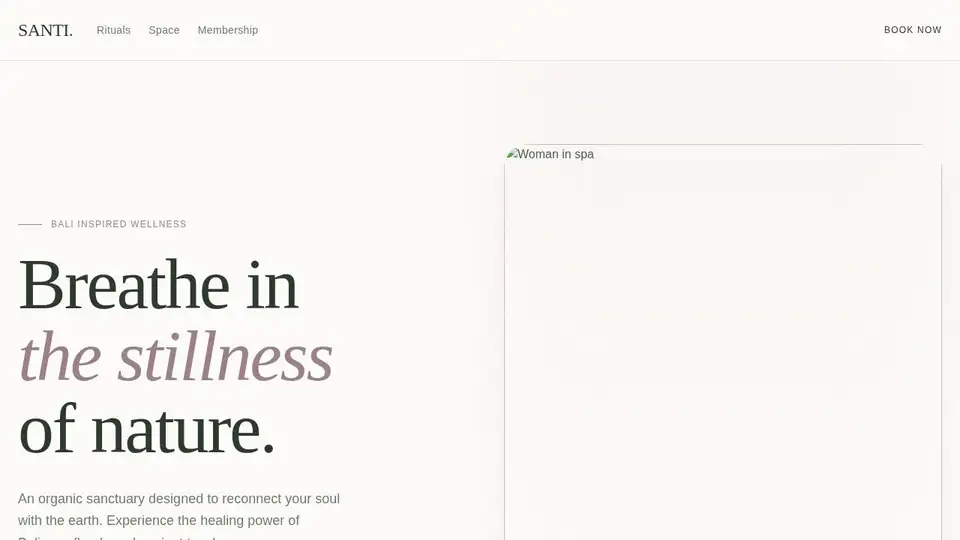 SANTI.
Rituals
Space
Membership
BOOK NOW
Woman in spa
BALI INSPIRED WELLNESS
Breathe in
the stillness
of nature.
An organic sanctuary designed to reconnect your soul
with the earth. Experience the healing power of